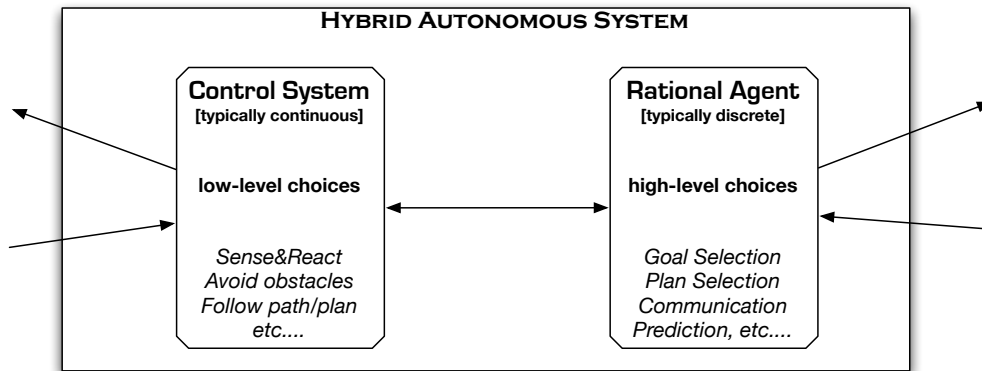 HYBRID AUTONOMOUS SYSTEM
Control System
[typically continuous]
low-level choices
Sense&React
Avoid obstacles
Follow path/plan
etc....
Rational Agent
[typically discrete]
high-level choices
Goal Selection
Plan Selection
Communication
Prediction, etc....